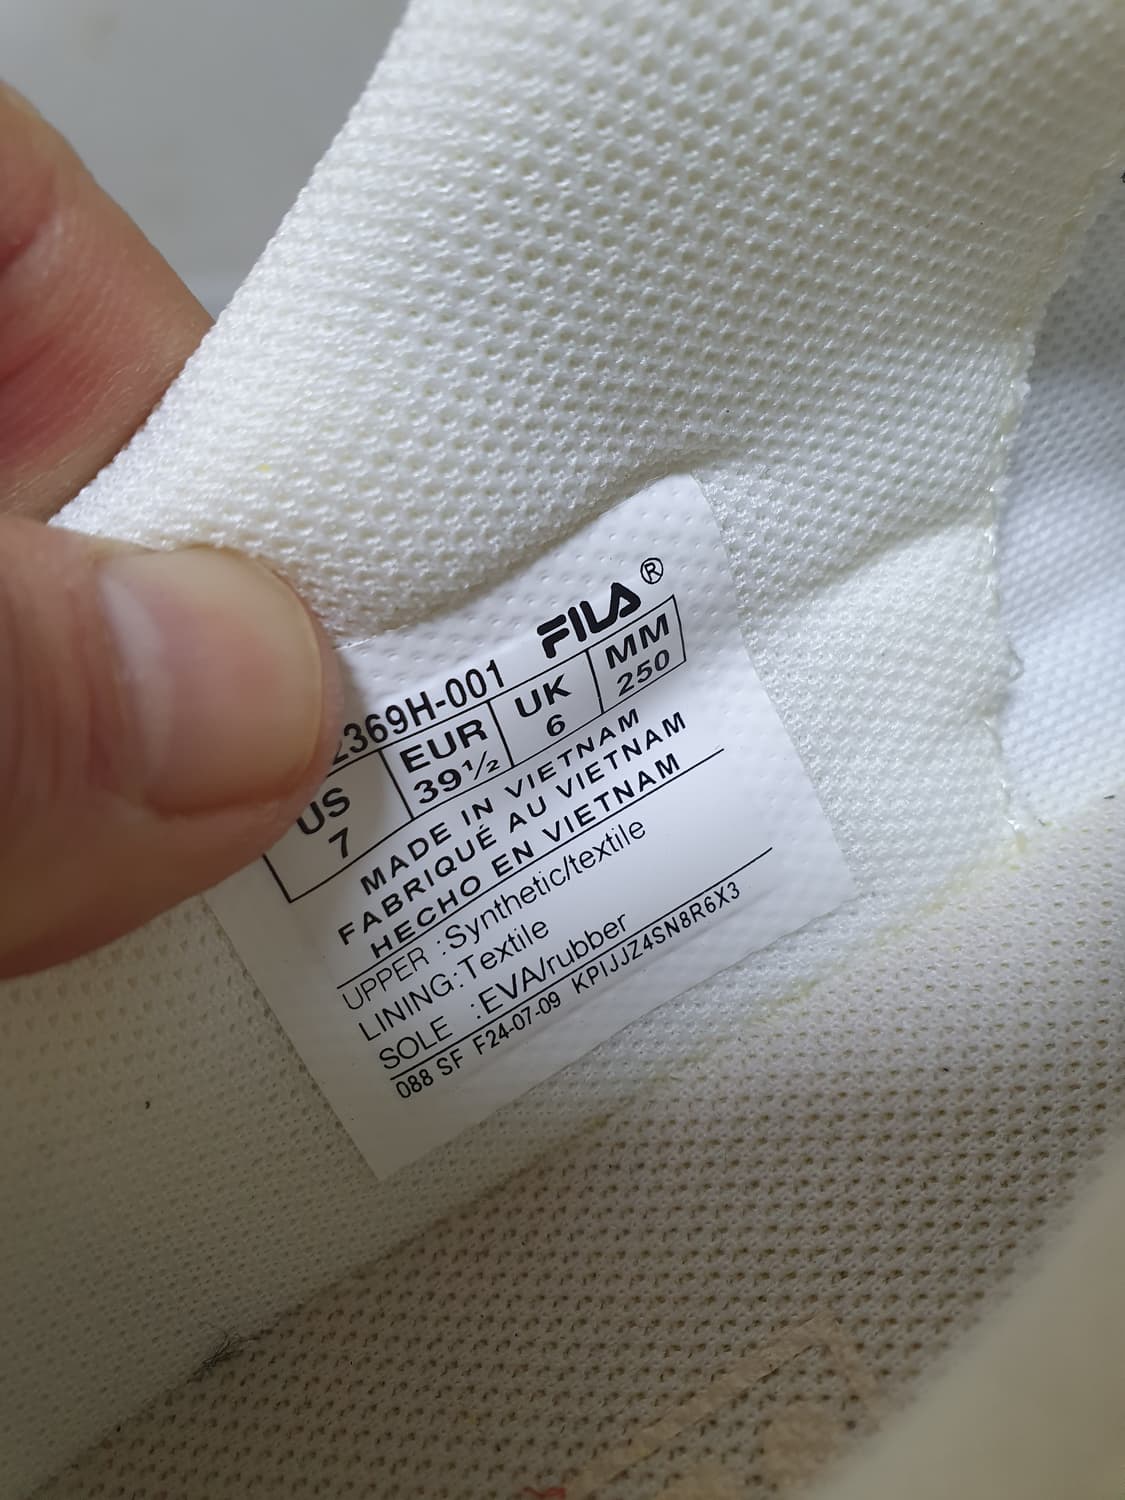 FILA®
2369H-001
US EUR UK MM
7 39½ 6 250
MADE IN VIETNAM
FABRIQUÉ AU VIETNAM
HECHO EN VIETNAM
UPPER :Synthetic/textile
LINING:Textile
SOLE :EVA/rubber
088 SF F24-07-09 KPIJJZ4SN8R6X3